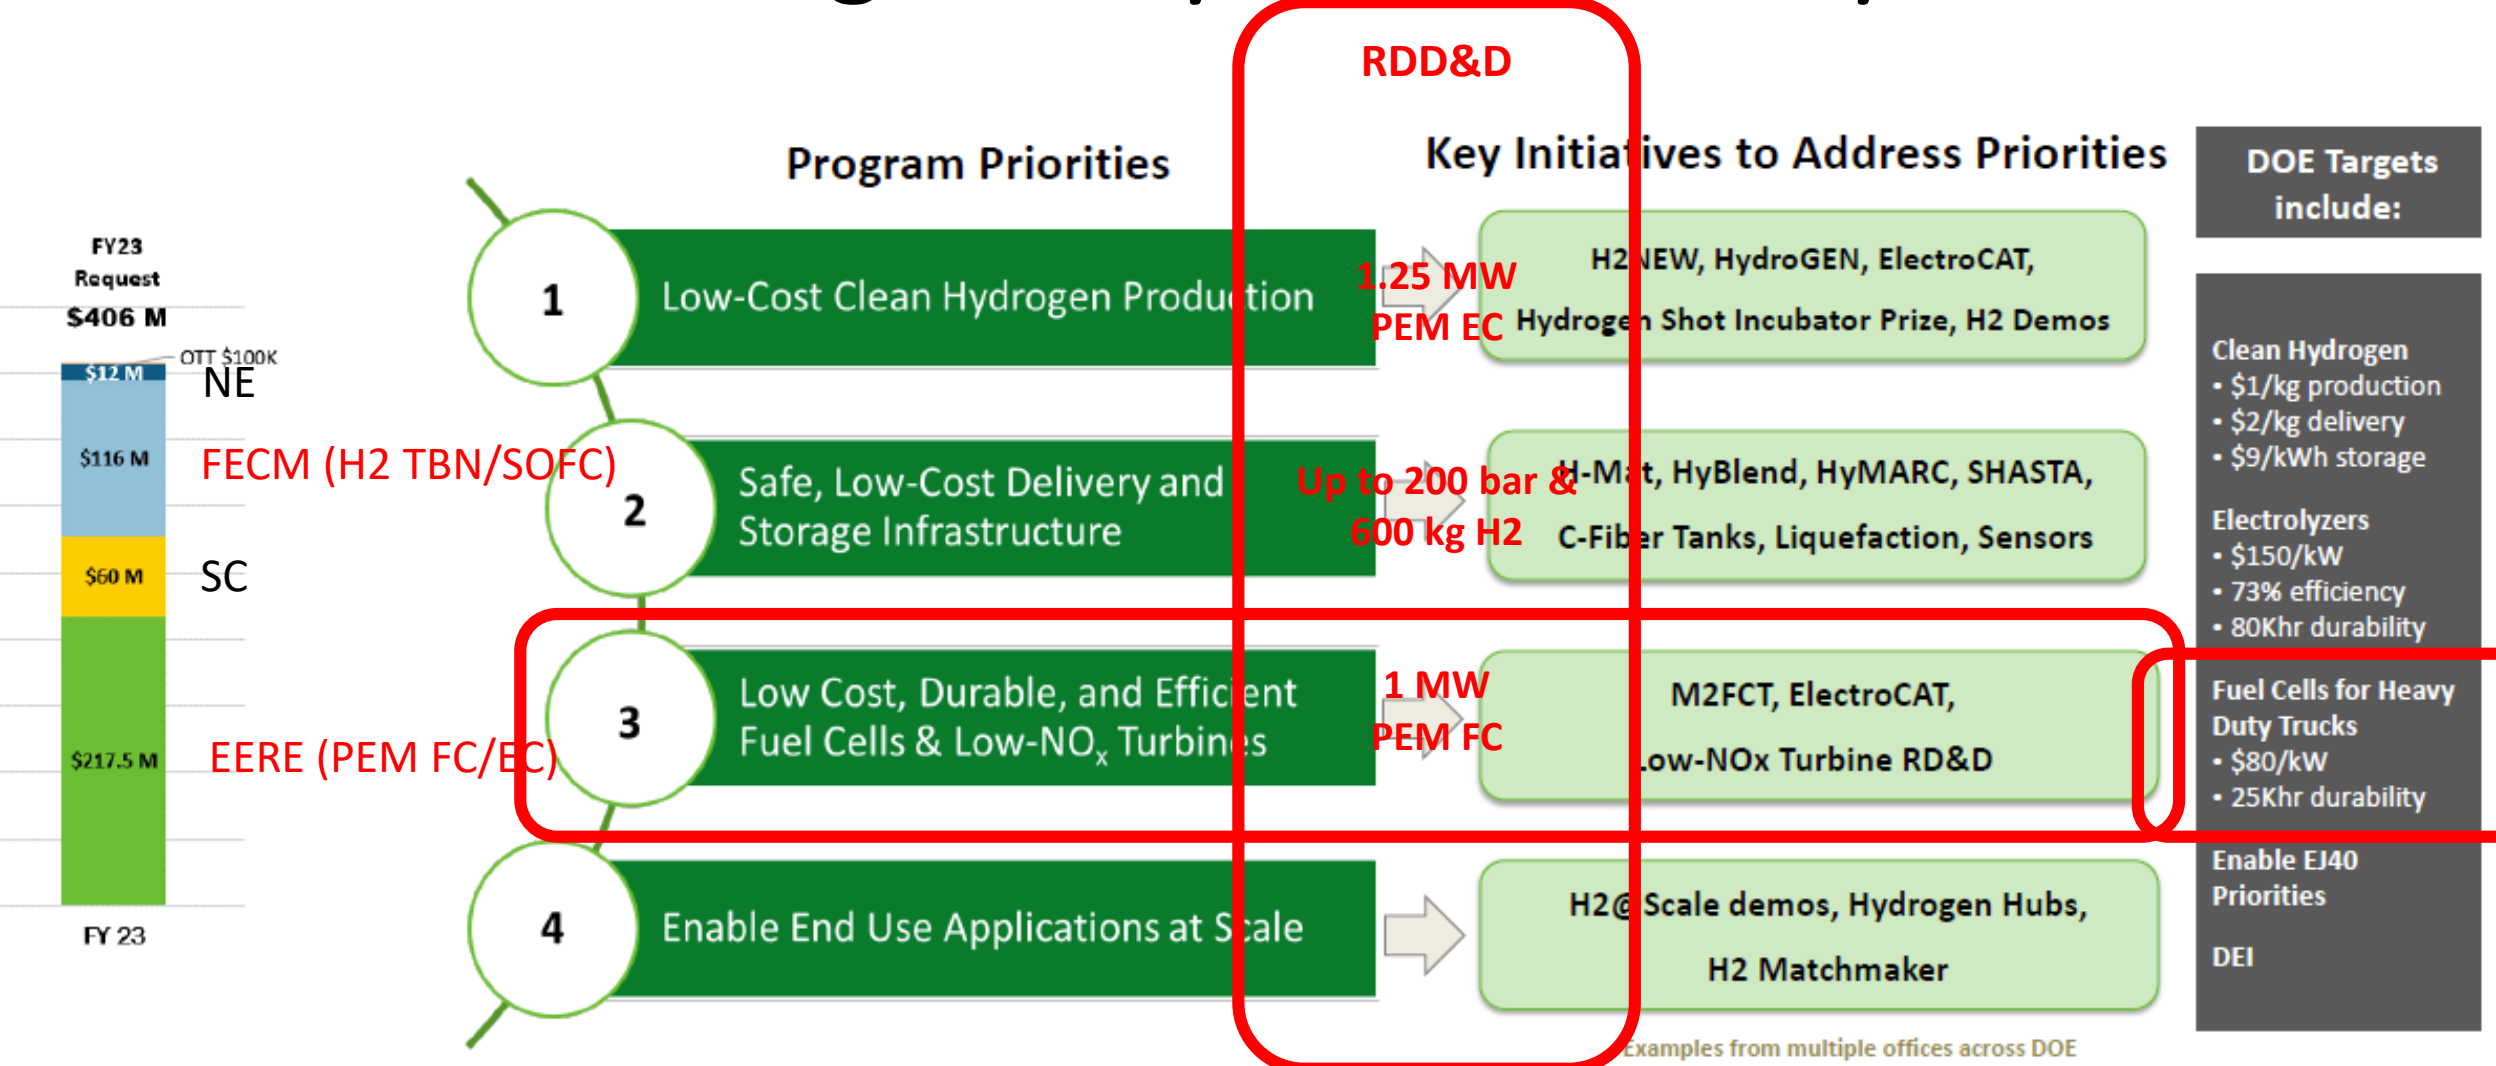 RDD&D
Program Priorities
Key Initiatives to Address Priorities
DOE Targets
include:
FY23
Request
$406 M
OTT $100K
$12 M
NE
$116 M
FECM (H2 TBN/SOFC)
$60 M
SC
$217.5 M
EERE (PEM FC/EC)
FY 23
1
Low-Cost Clean Hydrogen Production
1.25 MW
PEM EC
H2NEW, HydroGEN, ElectroCAT,
Hydrogen Shot Incubator Prize, H2 Demos
2
Safe, Low-Cost Delivery and
Storage Infrastructure
Up to 200 bar &
600 kg H2
H-Mat, HyBlend, HyMARC, SHASTA,
C-Fiber Tanks, Liquefaction, Sensors
3
Low Cost, Durable, and Efficient
Fuel Cells & Low-NOx Turbines
1 MW
PEM FC
M2FCT, ElectroCAT,
Low-NOx Turbine RD&D
4
Enable End Use Applications at Scale
H2@Scale demos, Hydrogen Hubs,
H2 Matchmaker
Examples from multiple offices across DOE
Clean Hydrogen
• $1/kg production
• $2/kg delivery
• $9/kWh storage
Electrolyzers
• $150/kW
• 73% efficiency
• 80Khr durability
Fuel Cells for Heavy
Duty Trucks
• $80/kW
• 25Khr durability
Enable EJ40
Priorities
DEI